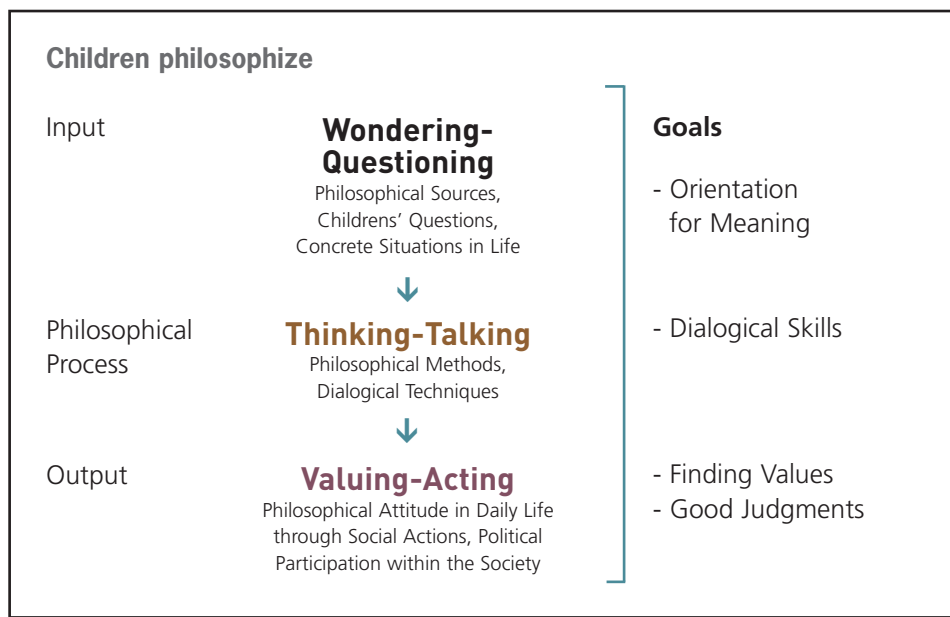 Children philosophize
Input
Wondering-
Questioning
Philosophical Sources,
Childrens’ Questions,
Concrete Situations in Life
Goals
- Orientation
for Meaning
Philosophical
Process
Thinking-Talking
Philosophical Methods,
Dialogical Techniques
- Dialogical Skills
Output
Valuing-Acting
Philosophical Attitude in Daily Life
through Social Actions, Political
Participation within the Society
- Finding Values
- Good Judgments